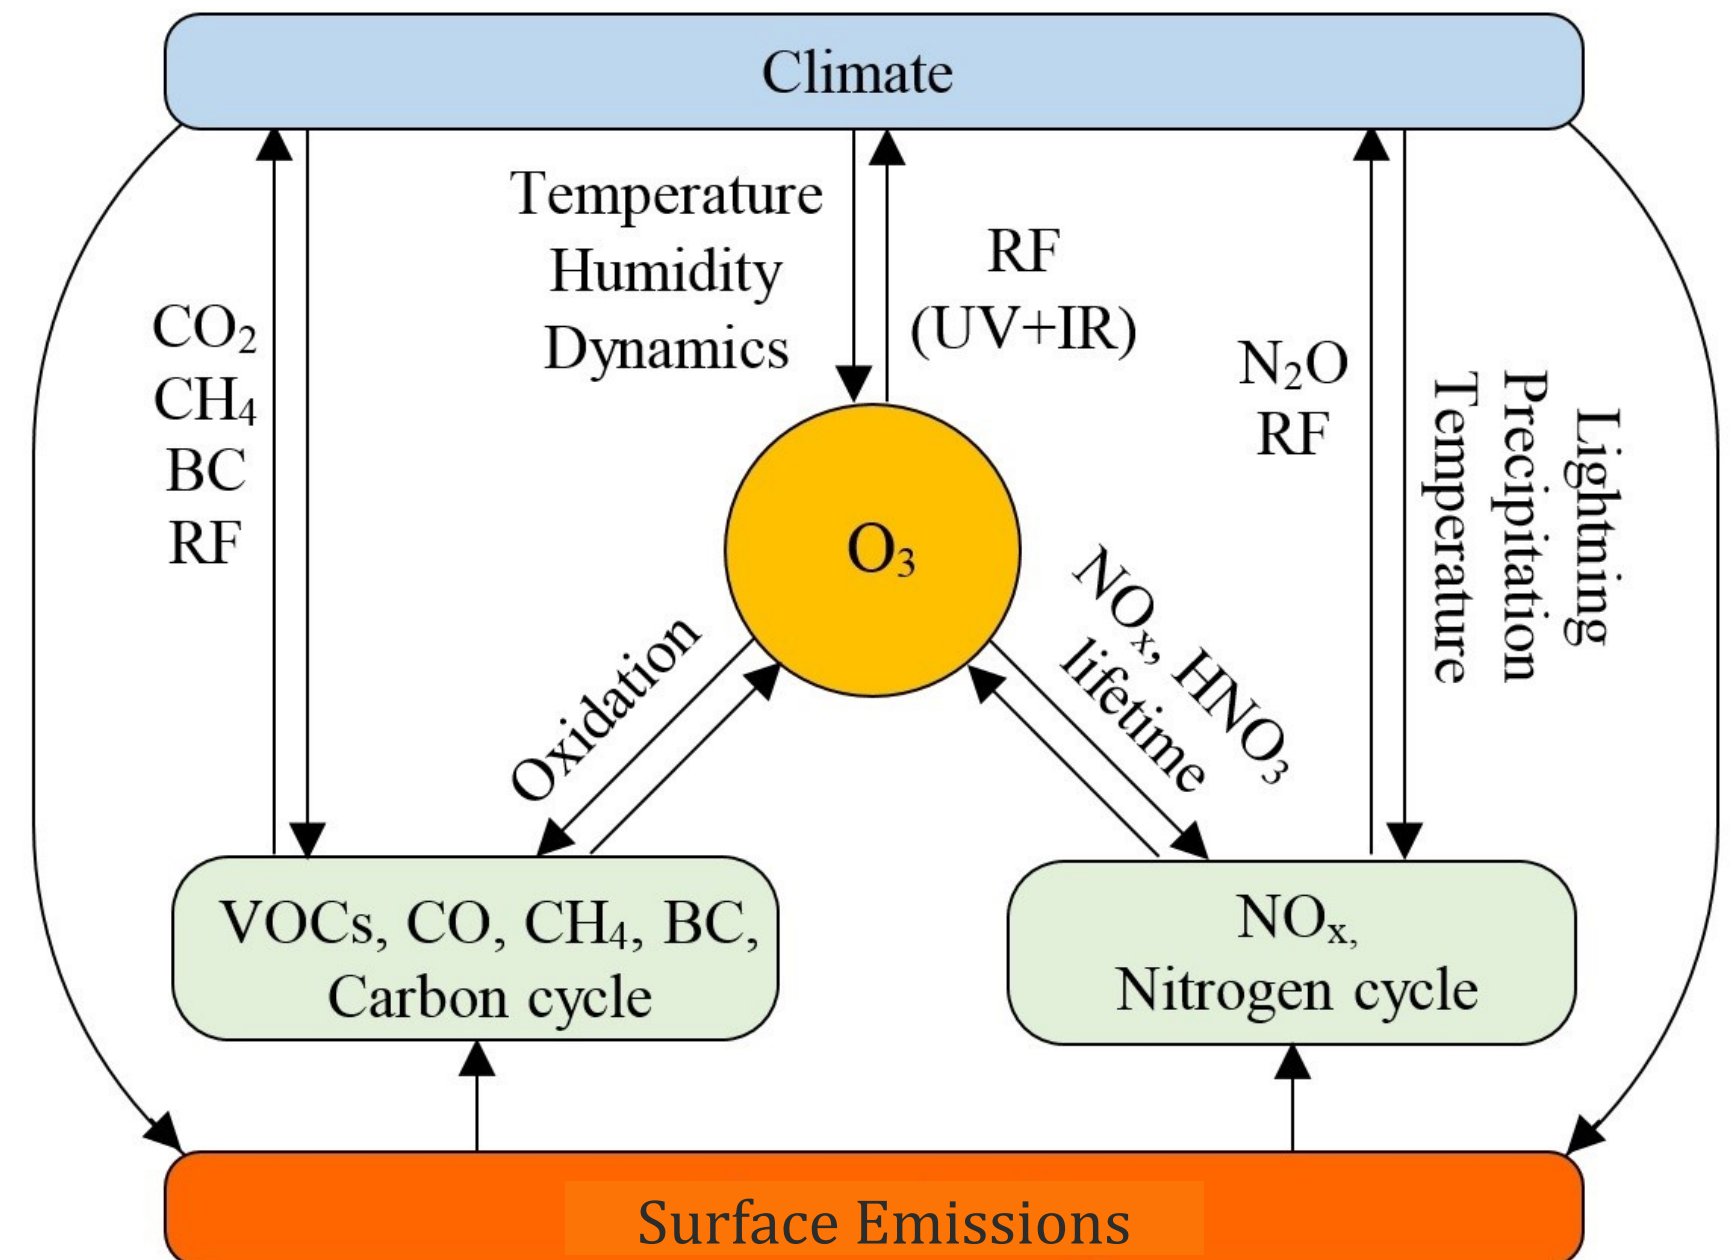 Climate
Temperature
Humidity
Dynamics
RF
(UV+IR)
CO₂
CH₄
BC
RF
N₂O
RF
Lightning
Precipitation
Temperature
O₃
Oxidation
NOₓ, HNO₃
lifetime
VOCs, CO, CH₄, BC,
Carbon cycle
NOₓ,
Nitrogen cycle
Surface Emissions